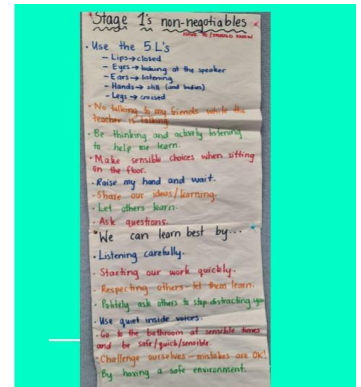 Stage 1's non-negotiables
• Use the 5 L's
– Lips → closed
– Eyes → looking at the speaker
– Ears → listening
– Hands → still (and bodies)
– Legs → crossed
• No talking to my friends while the
teacher is talking
• Be thinking and actively listening
to help me learn.
• Make sensible choices when sitting
on the floor.
• Raise my hand and wait.
• Share our ideas/learning.
• Let others learn.
• Ask questions.
*We can learn best by...*
• Listening carefully.
• Starting our work quickly.
• Respecting others - let them learn.
• Politely ask others to stop distracting you
• Use quiet inside voices.
• Go to the bathroom at sensible times
and be safe/quick/sensible.
• Challenge ourselves - mistakes are OK!
By having a safe environment.